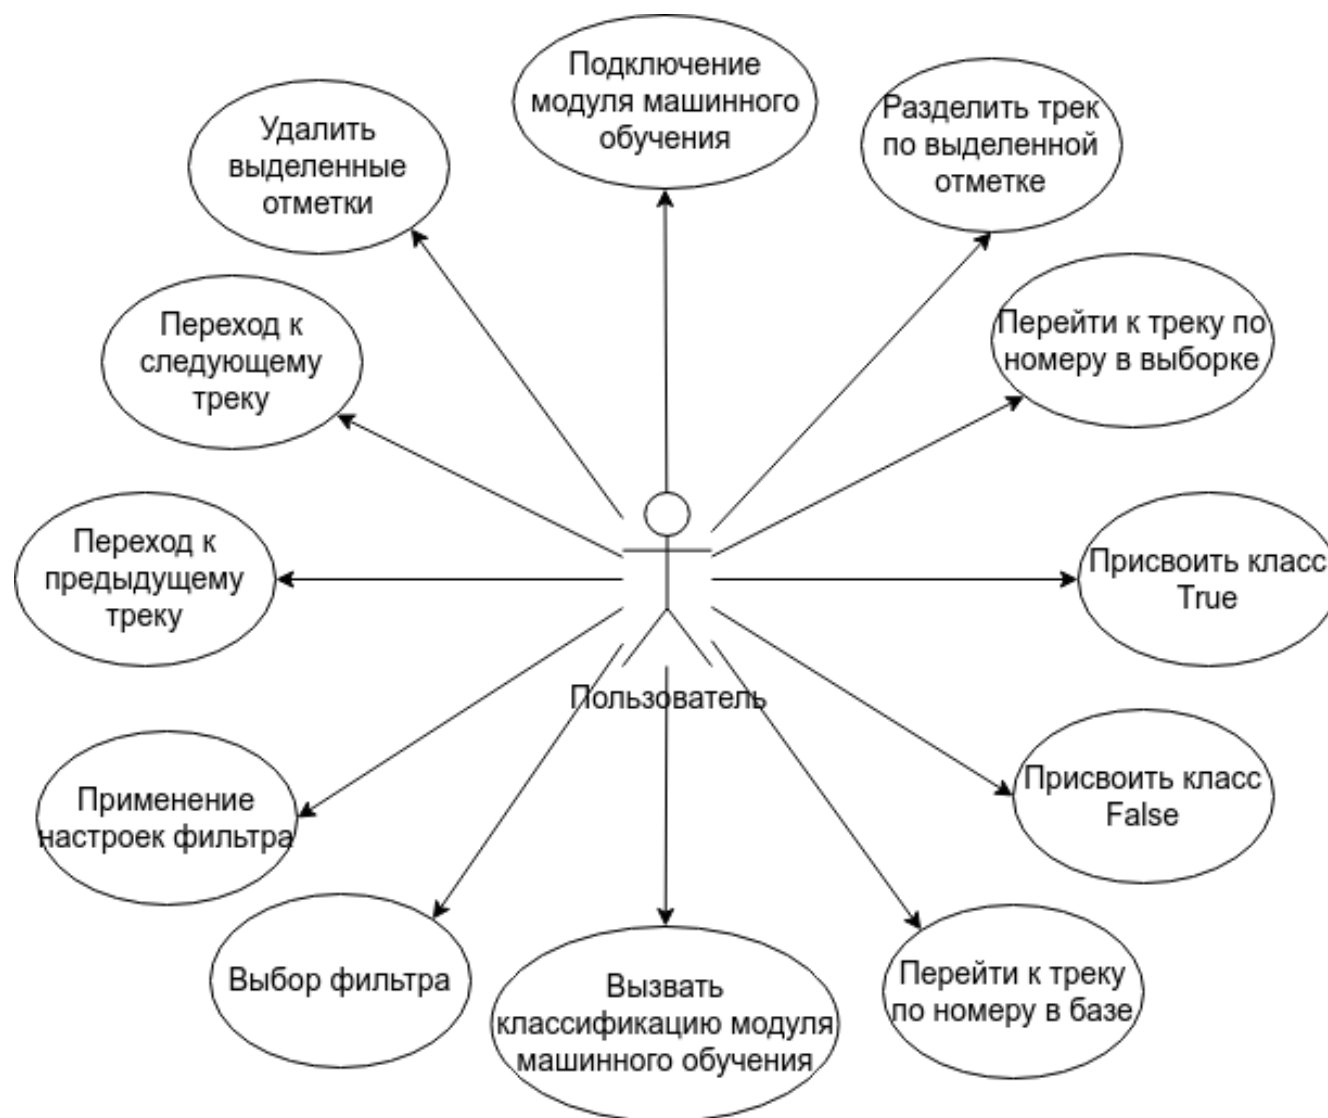 Подключение
модуля машинного
обучения
Удалить
выделенные
отметки
Разделить трек
по выделенной
отметке
Переход к
следующему
треку
Перейти к треку по
номеру в выборке
Переход к
предыдущему
треку
Присвоить класс
True
Пользователь
Применение
настроек фильтра
Присвоить класс
False
Выбор фильтра
Вызвать
классификацию модуля
машинного обучения
Перейти к треку
по номеру в базе